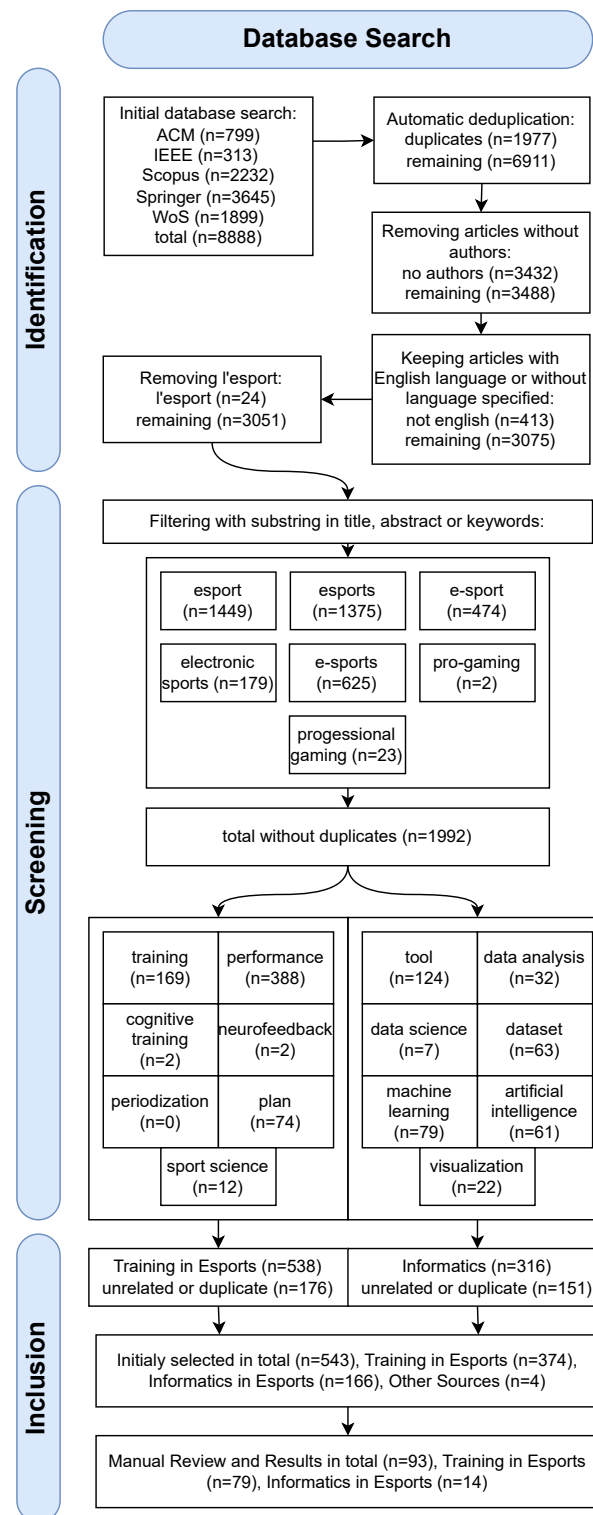 Database Search
Identification
Initial database search:
ACM (n=799)
IEEE (n=313)
Scopus (n=2232)
Springer (n=3645)
WoS (n=1899)
total (n=8888)
Automatic deduplication:
duplicates (n=1977)
remaining (n=6911)
Removing articles without
authors:
no authors (n=3432)
remaining (n=3488)
Keeping articles with
English language or without
language specified:
not english (n=413)
remaining (n=3075)
Removing l'esport:
l'esport (n=24)
remaining (n=3051)
Screening
Filtering with substring in title, abstract or keywords:
esport
(n=1449)
esports
(n=1375)
e-sport
(n=474)
electronic
sports (n=179)
e-sports
(n=625)
pro-gaming
(n=2)
progessional
gaming (n=23)
total without duplicates (n=1992)
training
(n=169)
performance
(n=388)
cognitive
training
(n=2)
neurofeedback
(n=2)
periodization
(n=0)
plan
(n=74)
sport science
(n=12)
tool
(n=124)
data analysis
(n=32)
data science
(n=7)
dataset
(n=63)
machine
learning
(n=79)
artificial
intelligence
(n=61)
visualization
(n=22)
Inclusion
Training in Esports (n=538)
unrelated or duplicate (n=176)
Informatics (n=316)
unrelated or duplicate (n=151)
Initialy selected in total (n=543), Training in Esports (n=374),
Informatics in Esports (n=166), Other Sources (n=4)
Manual Review and Results in total (n=93), Training in Esports
(n=79), Informatics in Esports (n=14)